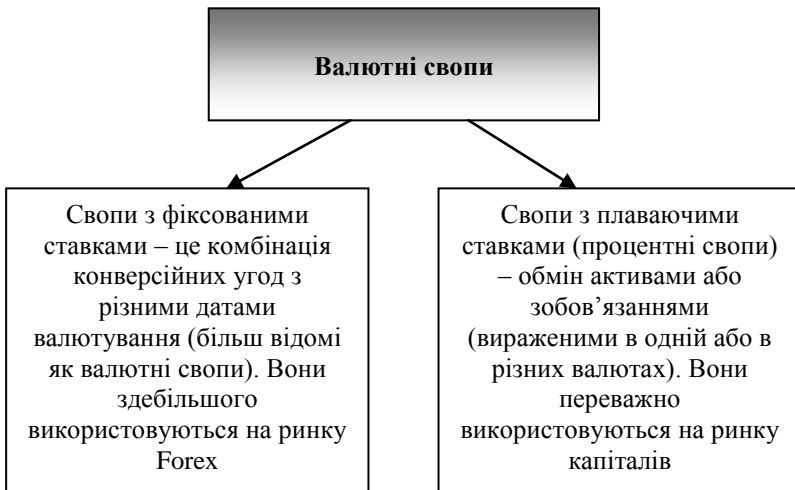 Валютні свопи
Свопи з фіксованими
ставками – це комбінація
конверсійних угод з
різними датами
валютування (більш відомі
як валютні свопи). Вони
здебільшого
використовуються на ринку
Forex
Свопи з плаваючими
ставками (процентні свопи)
– обмін активами або
зобов’язаннями
(вираженими в одній або в
різних валютах). Вони
переважно
використовуються на ринку
капіталів